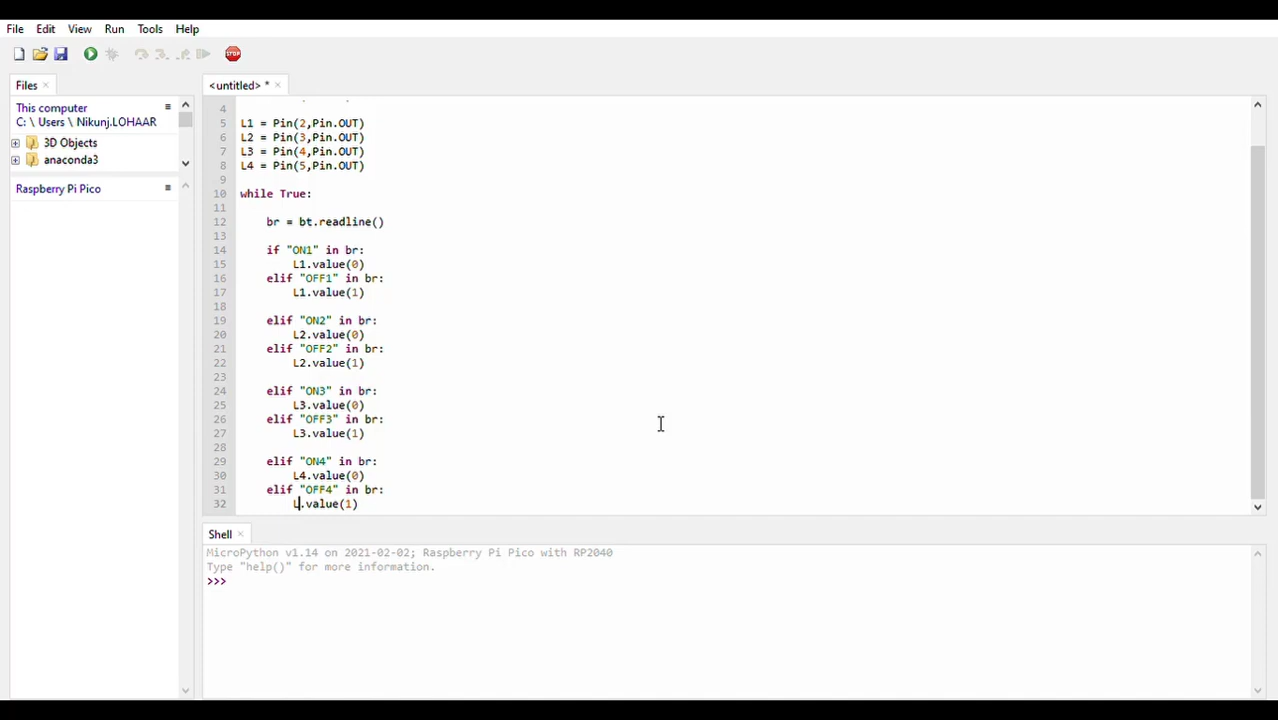 File Edit View Run Tools Help
STOP
Files × <untitled> * ×
This computer
C: \ Users \ Nikunj.LOHAAR
3D Objects
anaconda3
Raspberry Pi Pico
4
5 L1 = Pin(2,Pin.OUT)
6 L2 = Pin(3,Pin.OUT)
7 L3 = Pin(4,Pin.OUT)
8 L4 = Pin(5,Pin.OUT)
9
10 while True:
11
12 br = bt.readline()
13
14 if "ON1" in br:
15 L1.value(0)
16 elif "OFF1" in br:
17 L1.value(1)
18
19 elif "ON2" in br:
20 L2.value(0)
21 elif "OFF2" in br:
22 L2.value(1)
23
24 elif "ON3" in br:
25 L3.value(0)
26 elif "OFF3" in br:
27 L3.value(1)
28
29 elif "ON4" in br:
30 L4.value(0)
31 elif "OFF4" in br:
32 L.value(1)
Shell ×
MicroPython v1.14 on 2021-02-02; Raspberry Pi Pico with RP2040
Type "help()" for more information.
>>>